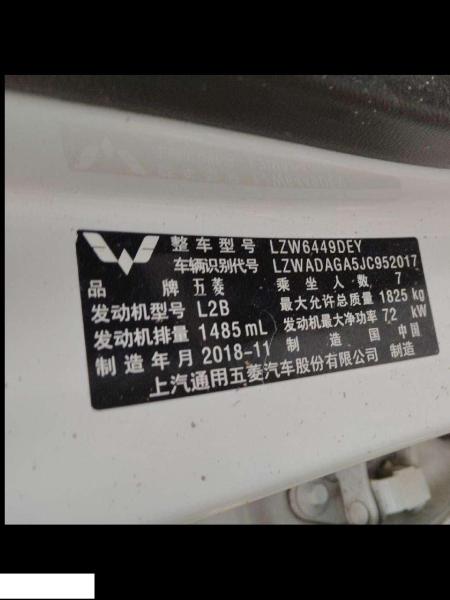 整车型号 LZW6449DEY
车辆识别代号 LZWADAGA5JC952017
品牌 五菱 乘坐人数 7
发动机型号 L2B 最大允许总质量 1825 kg
发动机排量 1485 mL 发动机最大净功率 72 kW
制造年月 2018-11 制造国 中国
上汽通用五菱汽车股份有限公司 制造